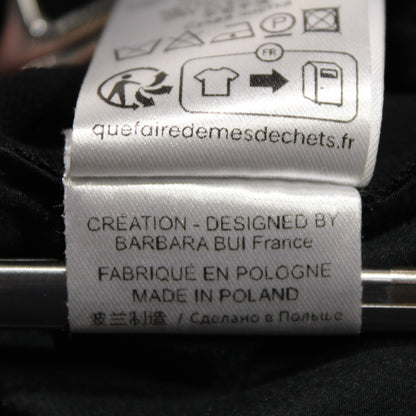 FR
quefairedemesdechets.fr
CRÉATION - DESIGNED BY
BARBARA BUI France
FABRIQUÉ EN POLOGNE
MADE IN POLAND
波兰制造 / Сделано в Польше